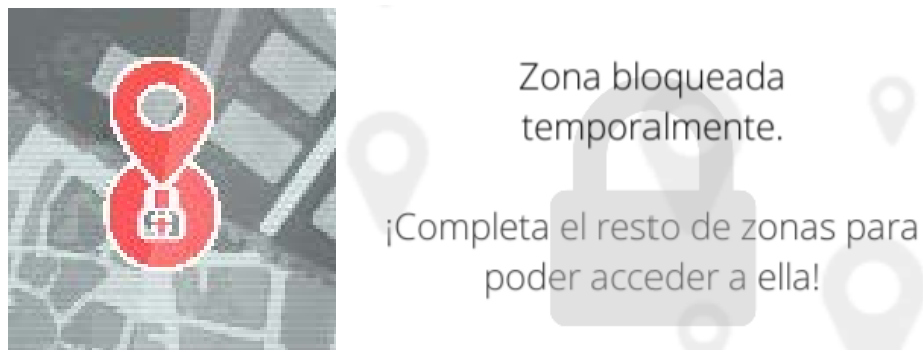 Zona bloqueada
temporalmente.
¡Completa el resto de zonas para
poder acceder a ella!